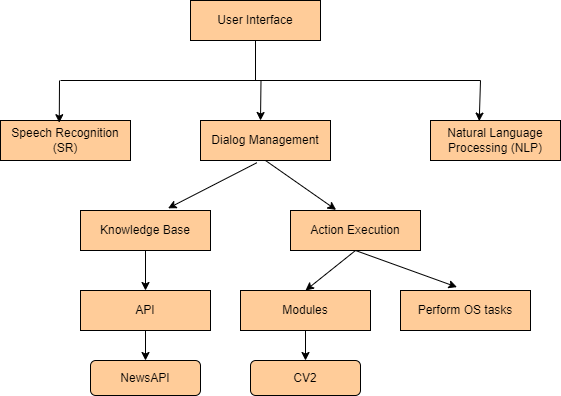 User Interface
Speech Recognition
(SR)
Dialog Management
Natural Language
Processing (NLP)
Knowledge Base
Action Execution
API
Modules
Perform OS tasks
NewsAPI
CV2